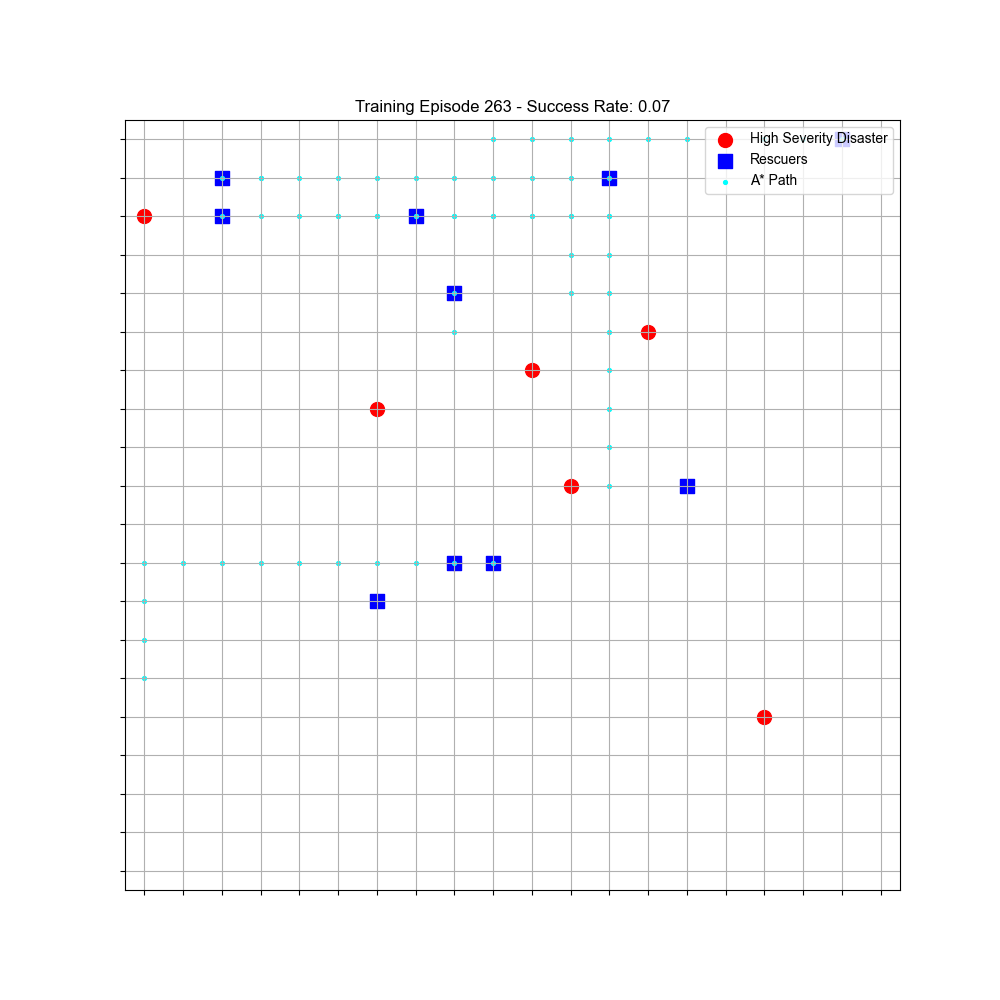 Training Episode 263 - Success Rate: 0.07
High Severity Disaster
Rescuers
A* Path